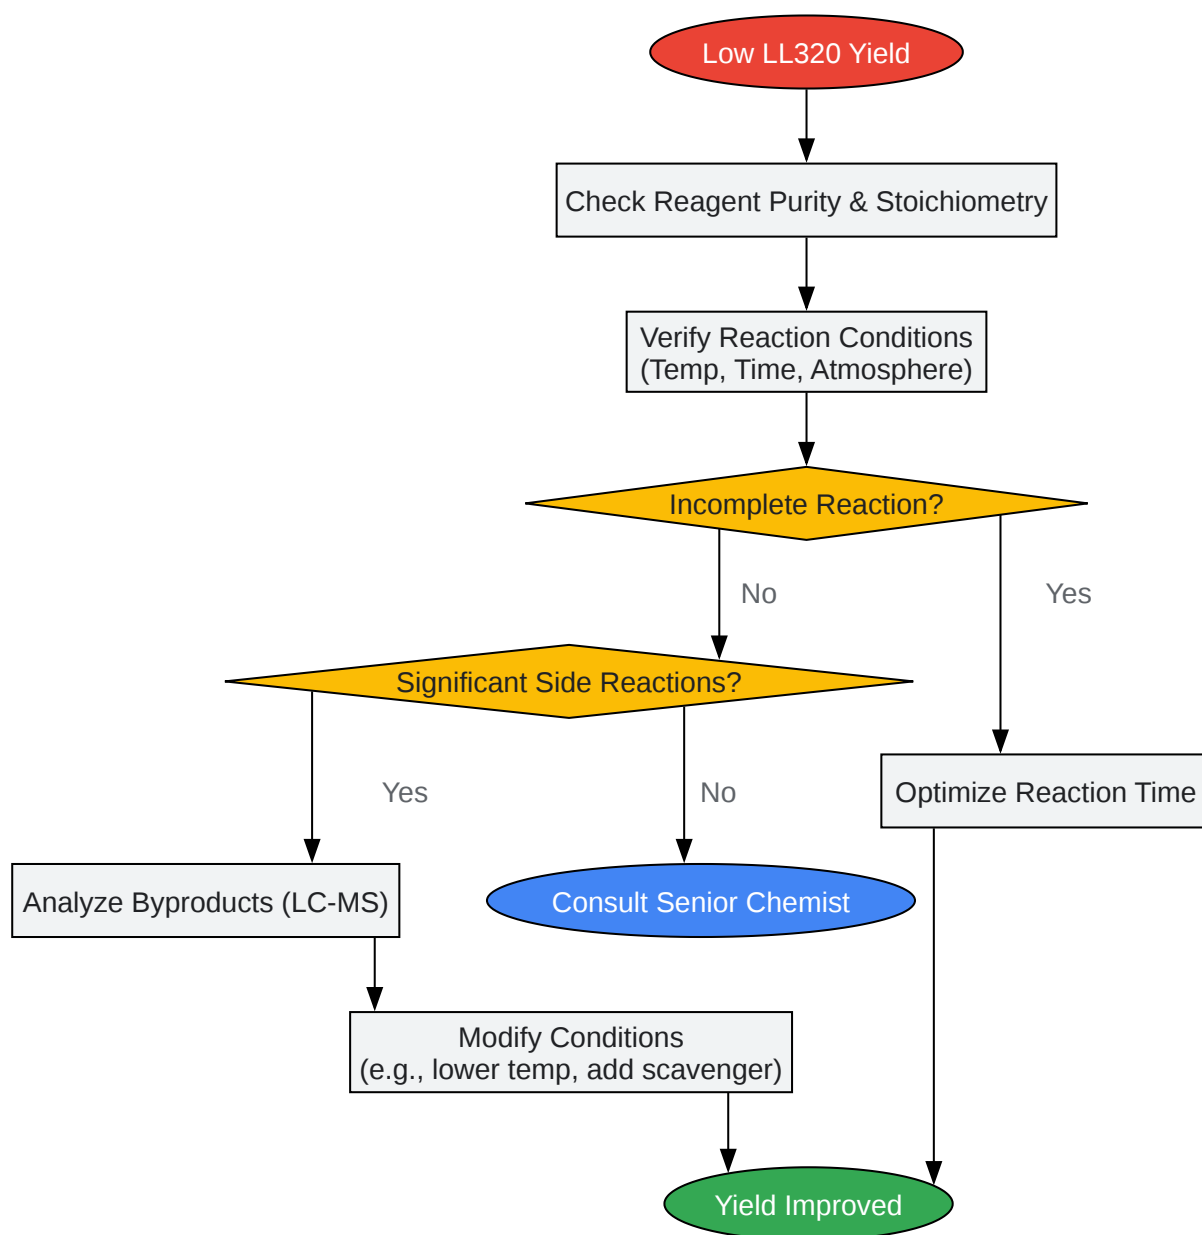 Low LL320 Yield
Check Reagent Purity & Stoichiometry
Verify Reaction Conditions
(Temp, Time, Atmosphere)
Incomplete Reaction?
No
Yes
Significant Side Reactions?
Yes
No
Optimize Reaction Time
Analyze Byproducts (LC-MS)
Consult Senior Chemist
Modify Conditions
(e.g., lower temp, add scavenger)
Yield Improved